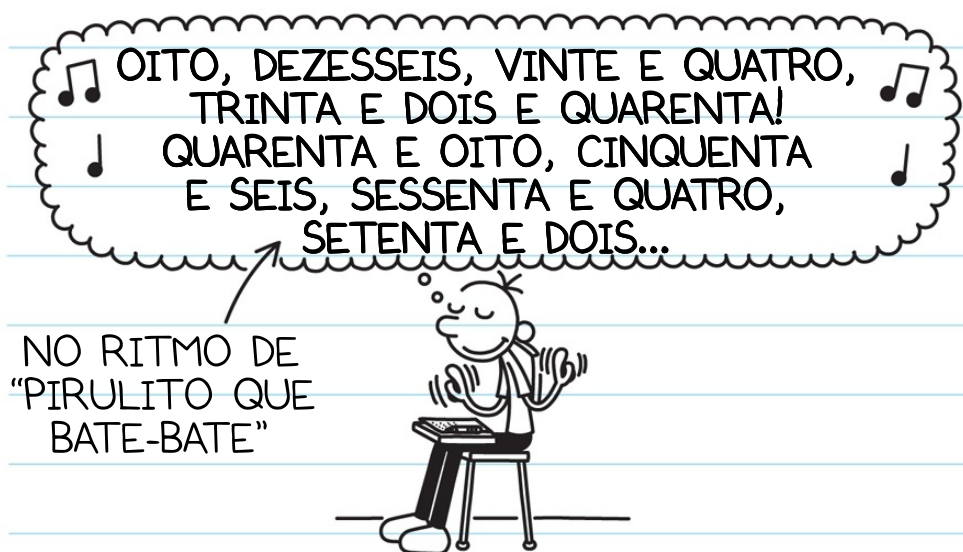 OITO, DEZESSEIS, VINTE E QUATRO,
TRINTA E DOIS E QUARENTA!
QUARENTA E OITO, CINQUENTA
E SEIS, SESSENTA E QUATRO,
SETENTA E DOIS...
NO RITMO DE
“PIRULITO QUE
BATE-BATE”